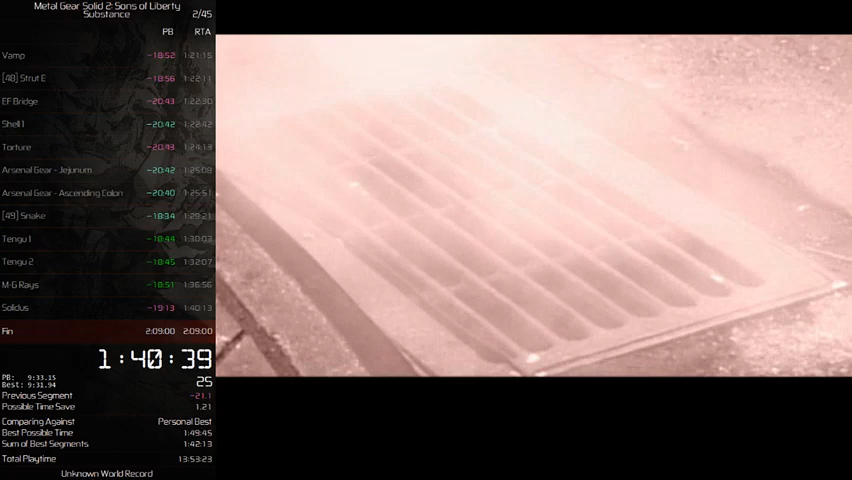 Metal Gear Solid 2: Sons of Liberty
Substance 2/45
PB RTA
Vamp -18:52 1:21:15
[48] Strut E -18:56 1:22:11
EF Bridge -20:43 1:22:30
Shell 1 -20:42 1:22:42
Torture -20:43 1:24:13
Arsenal Gear - Jejunum -20:42 1:25:08
Arsenal Gear - Ascending Colon -20:40 1:25:51
[49] Snake -18:34 1:29:21
Tengu 1 -18:44 1:30:03
Tengu 2 -18:45 1:32:07
M-G Rays -18:51 1:36:56
Solidus -19:13 1:40:13
Fin 2:09:00 2:09:00
1:40:39
PB: 9:33.15
Best: 9:31.94 25
Previous Segment -21.1
Possible Time Save 1.21
Comparing Against Personal Best
Best Possible Time 1:49:45
Sum of Best Segments 1:42:13
Total Playtime 13:53:23
Unknown World Record